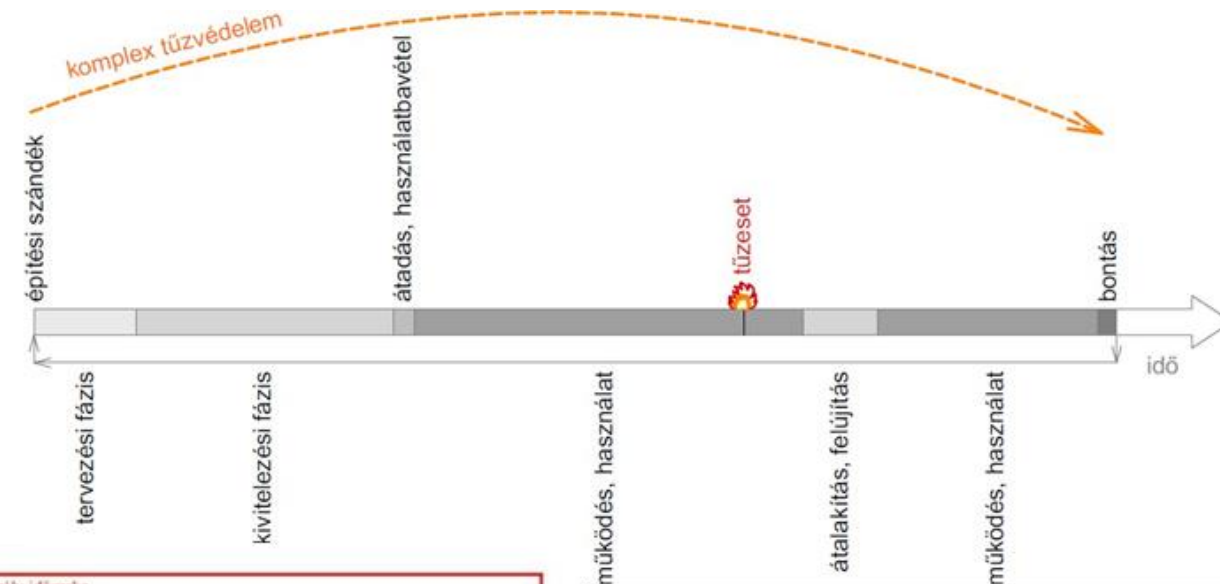 komplex tűzvédelem
építési szándék
átadás, használatbavétel
tűzeset
bontás
idő
tervezési fázis
kivitelezési fázis
működés, használat
átalakítás, felújítás
működés, használat